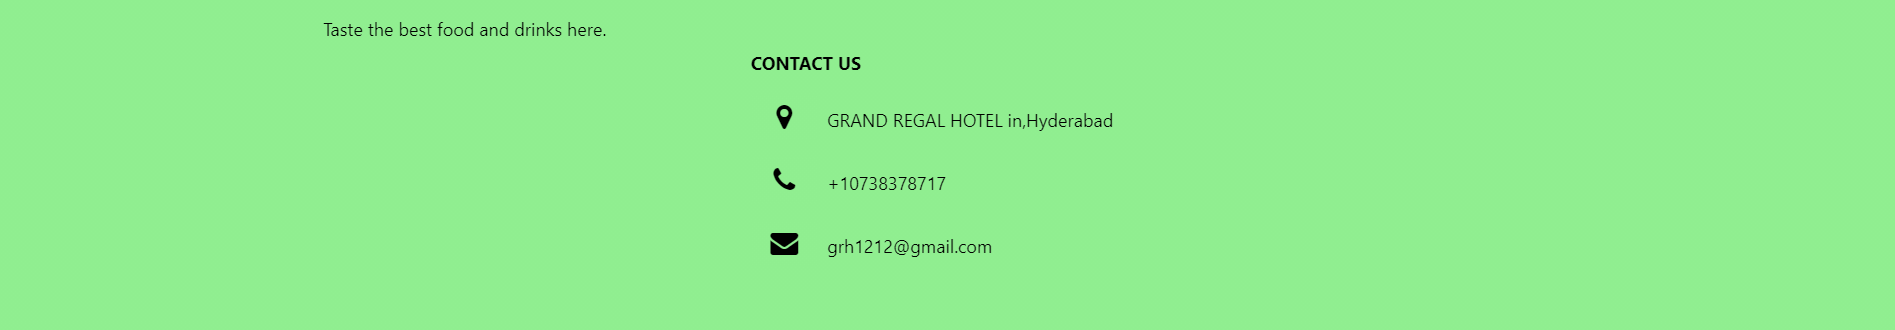 Taste the best food and drinks here.
CONTACT US
GRAND REGAL HOTEL in,Hyderabad
+10738378717
grh1212@gmail.com